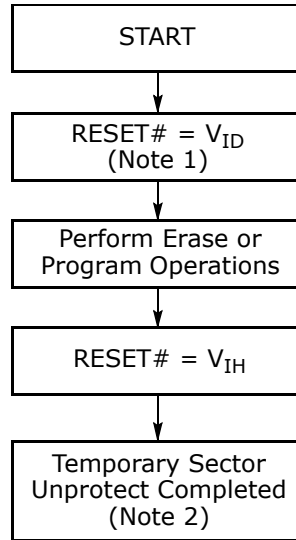 START
RESET# = VID
(Note 1)
Perform Erase or
Program Operations
RESET# = VIH
Temporary Sector
Unprotect Completed
(Note 2)